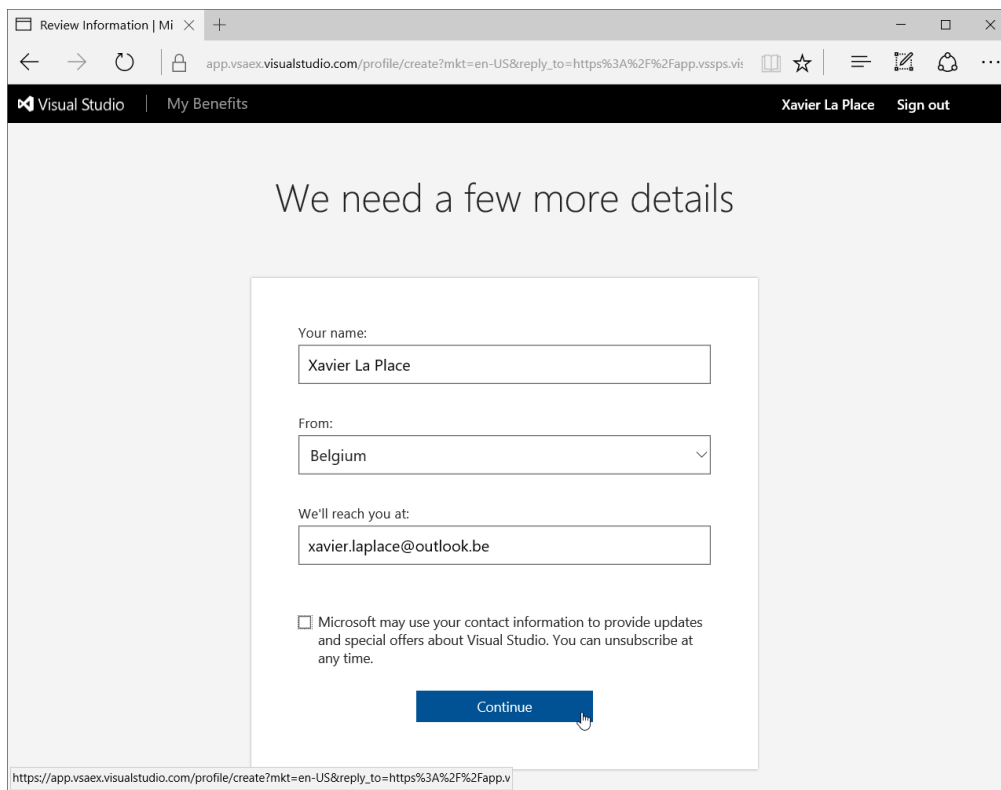 Review Information | Mi
app.vsaex.visualstudio.com/profile/create?mkt=en-US&reply_to=https%3A%2F%2Fapp.vssps.vis
Visual Studio | My Benefits Xavier La Place Sign out
We need a few more details
Your name:
Xavier La Place
From:
Belgium
We'll reach you at:
xavier.laplace@outlook.be
Microsoft may use your contact information to provide updates
and special offers about Visual Studio. You can unsubscribe at
any time.
Continue
https://app.vsaex.visualstudio.com/profile/create?mkt=en-US&reply_to=https%3A%2F%2Fapp.v